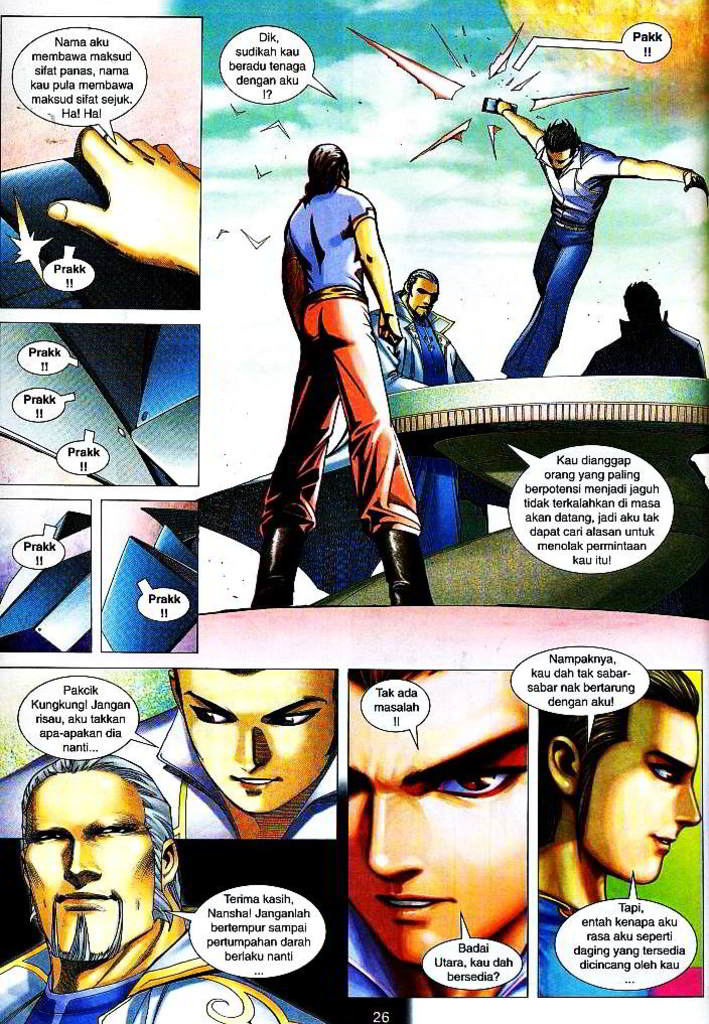 Nama aku
membawa maksud
sifat panas, nama
kau pula membawa
maksud sifat sejuk.
Ha! Ha!
Prakk
!!
Dik,
sudikah kau
beradu tenaga
dengan aku
!?
Pakk
!!
Prakk
!!
Prakk
!!
Prakk
!!
Prakk
!!
Prakk
!!
Kau dianggap
orang yang paling
berpotensi menjadi jaguh
tidak terkalahkan di masa
akan datang, jadi aku tak
dapat cari alasan untuk
menolak permintaan
kau itu!
Pakcik
Kungkung! Jangan
risau, aku takkan
apa-apakan dia
nanti...
Terima kasih,
Nansha! Janganlah
bertempur sampai
pertumpahan darah
berlaku nanti
...
Tak ada
masalah
!!
Badai
Utara, kau dah
bersedia?
Nampaknya,
kau dah tak sabar-
sabar nak bertarung
dengan aku!
Tapi,
entah kenapa aku
rasa aku seperti
daging yang tersedia
dicincang oleh kau
...
26